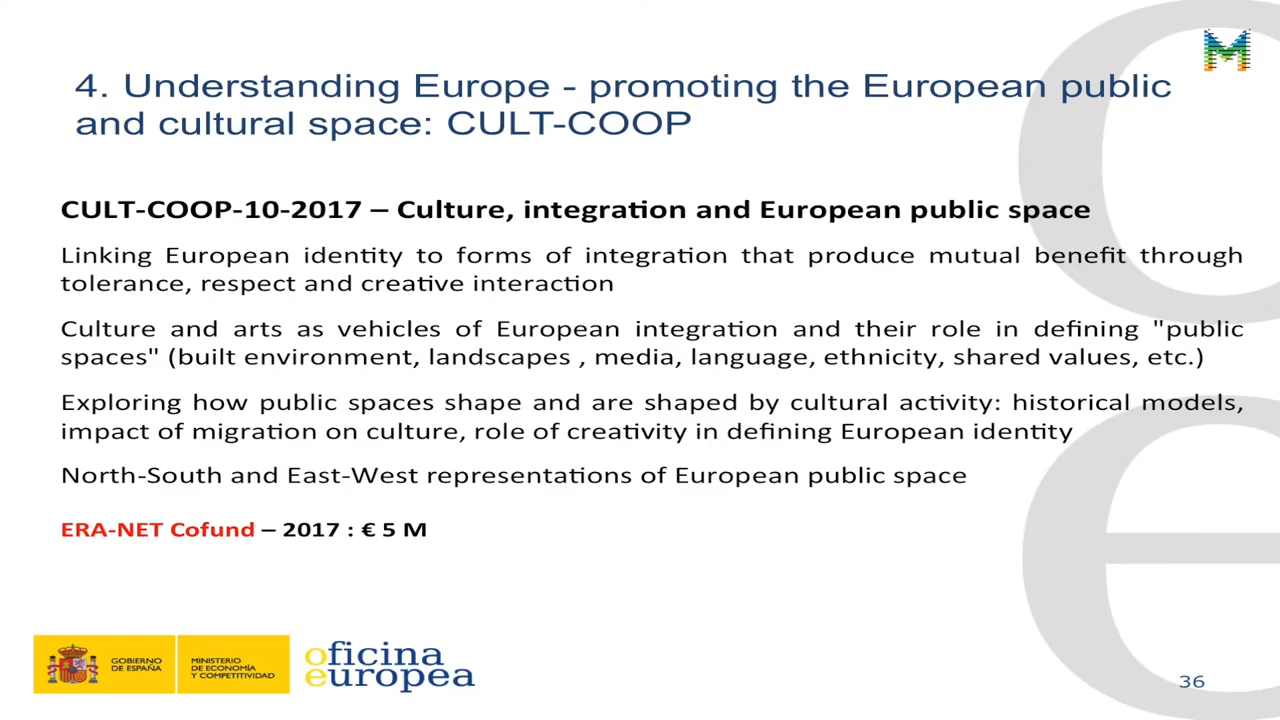 4. Understanding Europe - promoting the European public
and cultural space: CULT-COOP
CULT-COOP-10-2017 – Culture, integration and European public space
Linking European identity to forms of integration that produce mutual benefit through
tolerance, respect and creative interaction
Culture and arts as vehicles of European integration and their role in defining "public
spaces" (built environment, landscapes , media, language, ethnicity, shared values, etc.)
Exploring how public spaces shape and are shaped by cultural activity: historical models,
impact of migration on culture, role of creativity in defining European identity
North-South and East-West representations of European public space
ERA-NET Cofund – 2017 : € 5 M
GOBIERNO
DE ESPAÑA
MINISTERIO
DE ECONOMÍA
Y COMPETITIVIDAD
oficina
europea
36